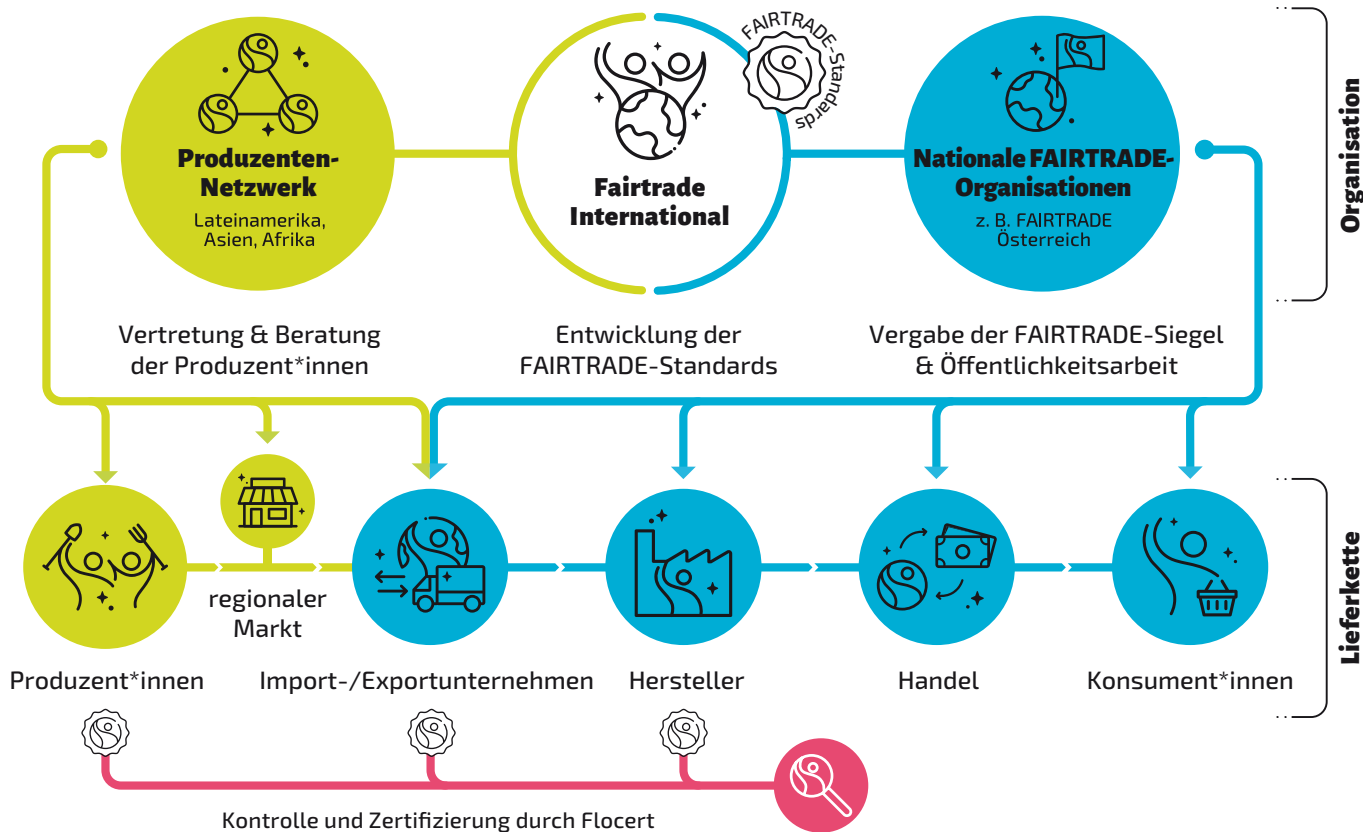 FAIRTRADE-Standards
Produzenten-
Netzwerk
Lateinamerika,
Asien, Afrika
Fairtrade
International
Nationale FAIRTRADE-
Organisationen
z. B. FAIRTRADE
Österreich
Organisation
Vertretung & Beratung
der Produzent*innen
Entwicklung der
FAIRTRADE-Standards
Vergabe der FAIRTRADE-Siegel
& Öffentlichkeitsarbeit
regionaler
Markt
Lieferkette
Produzent*innen
Import-/Exportunternehmen
Hersteller
Handel
Konsument*innen
Kontrolle und Zertifizierung durch Flocert